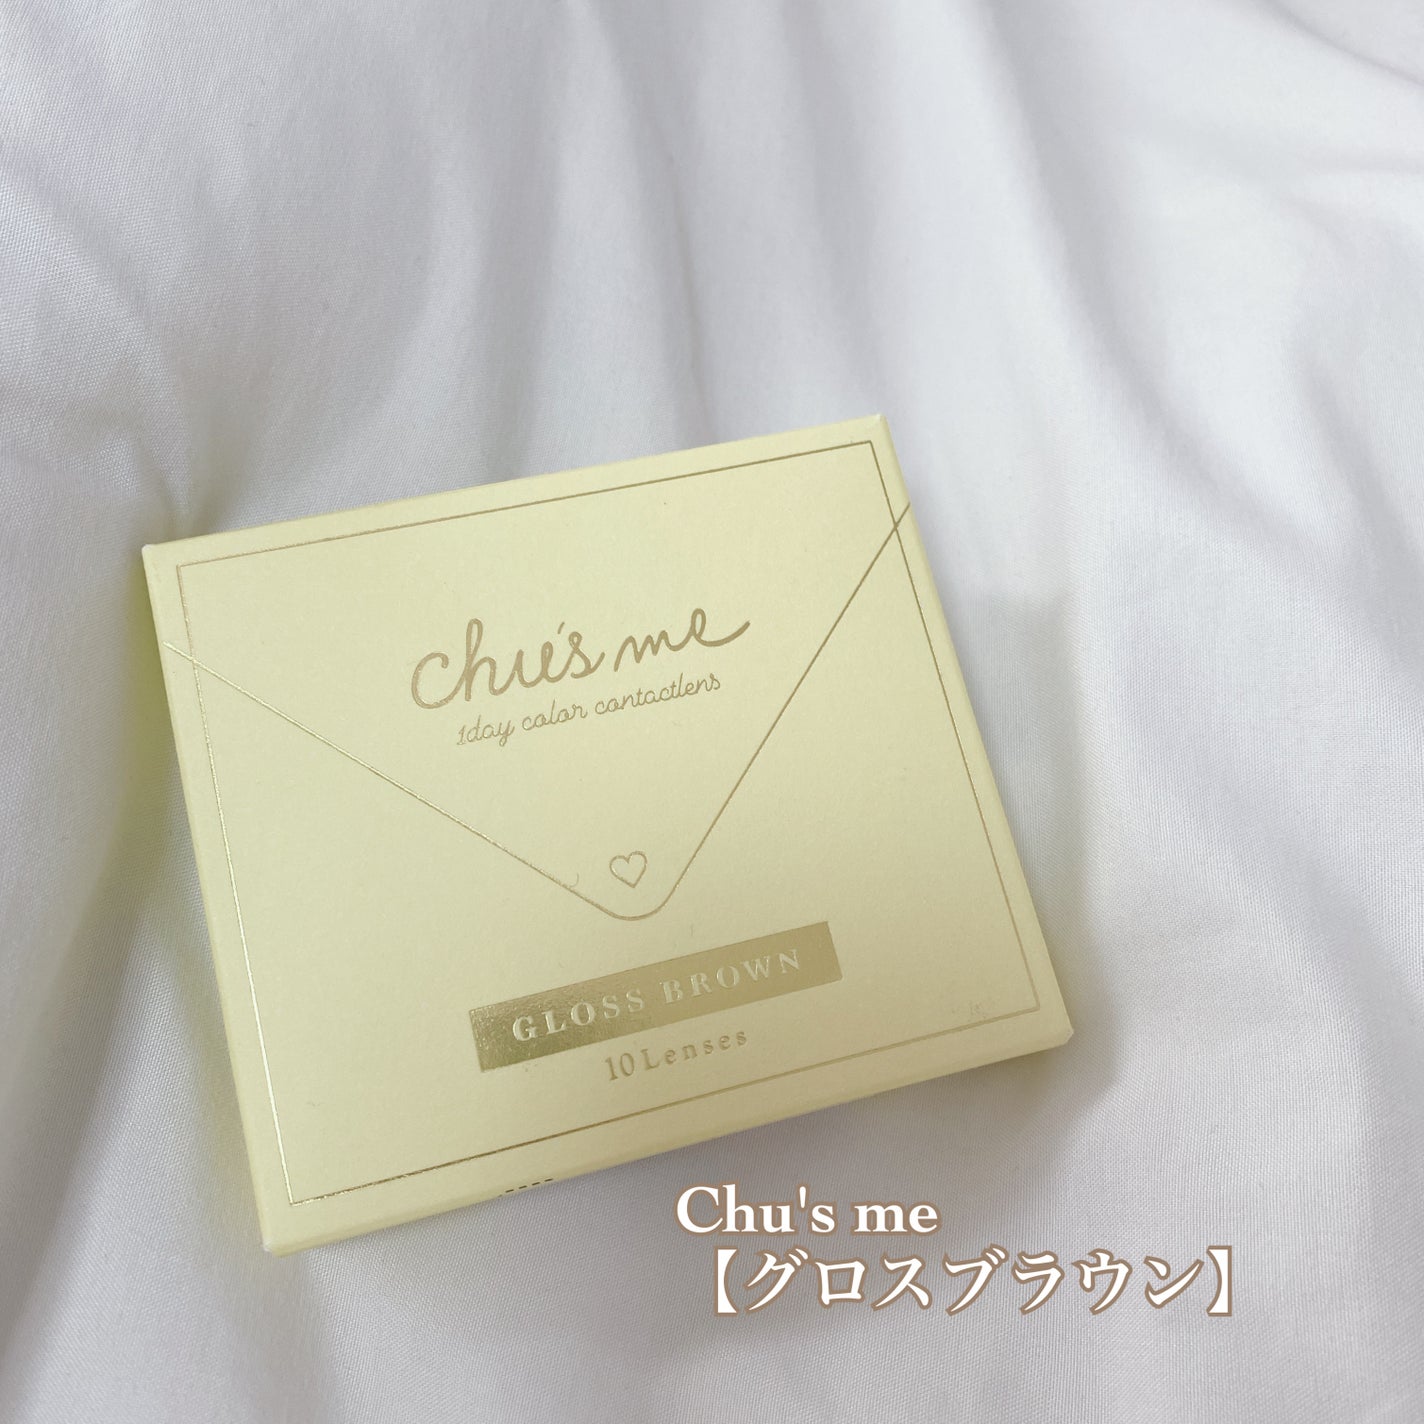 chu's me
1day color contactlens
GLOSS BROWN
10 Lenses
Chu's me
【グロスブラウン】